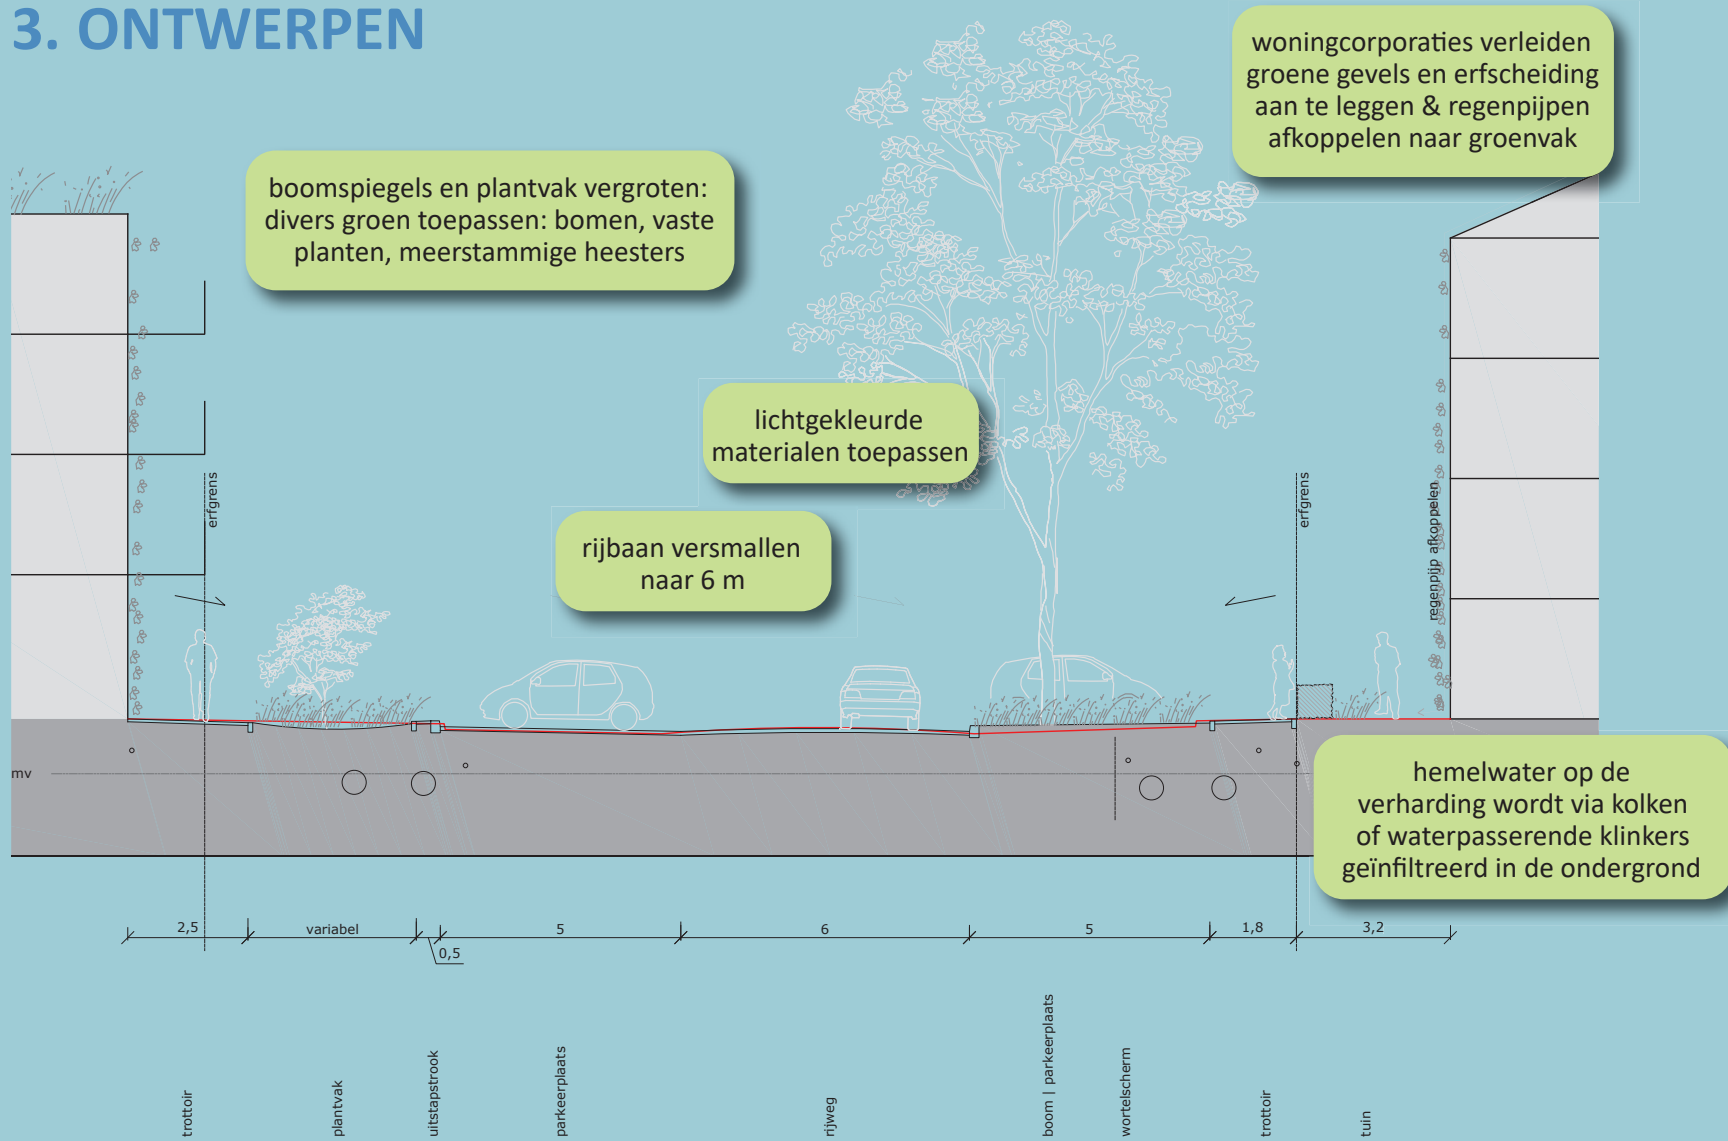 3. ONTWERPEN
woningcorporaties verleiden
groene gevels en erfscheiding
aan te leggen & regenpijpen
afkoppelen naar groenvak
boomspiegels en plantvak vergroten:
divers groen toepassen: bomen, vaste
planten, meerstammige heesters
lichtgekleurde
materialen toepassen
rijbaan versmallen
naar 6 m
erfgrens
erfgrens
regenpijp afkoppelen
mv
hemelwater op de
verharding wordt via kolken
of waterpasserende klinkers
geïnfiltreerd in de ondergrond
2,5
variabel
0,5
5
6
5
1,8
3,2
trottoir
plantvak
uitstapstrook
parkeerplaats
rijweg
boom | parkeerplaats
wortelscherm
trottoir
tuin